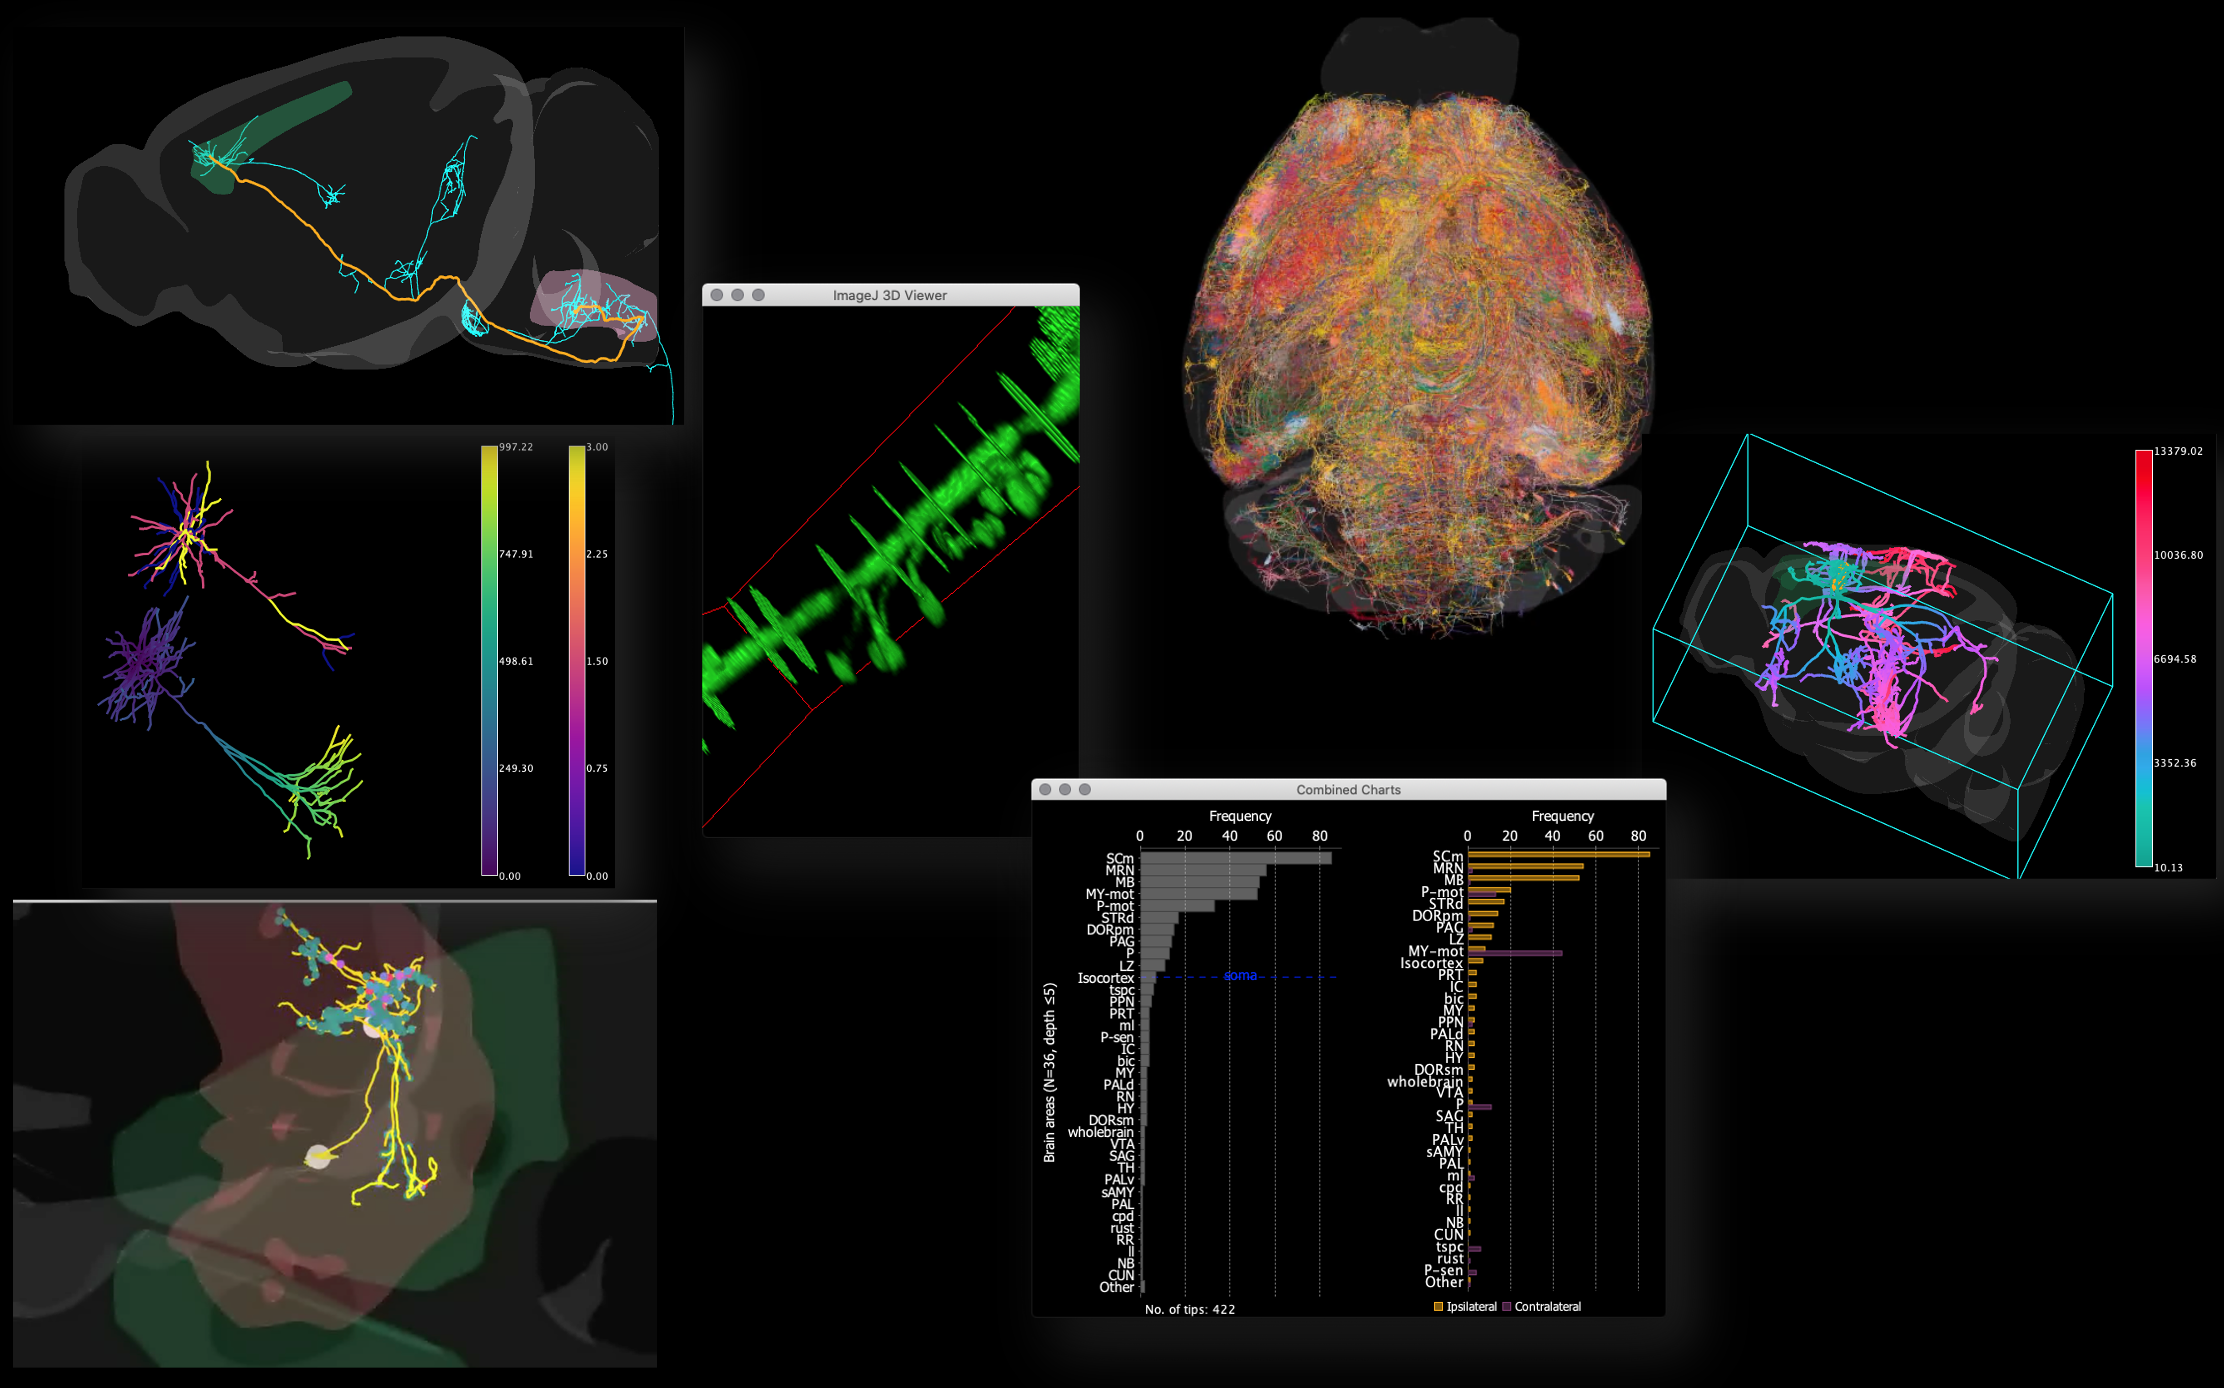 997.22
3.00
747.91
2.25
498.61
1.50
249.30
0.75
0.00
0.00
ImageJ 3D Viewer
13379.02
10036.80
6694.58
3352.36
10.13
Combined Charts
Frequency
0 20 40 60 80
Brain areas (N=36, depth ≤5)
SCm
MRN
MB
MY-mot
P-mot
STRd
DORpm
PAG
P
LZ
Isocortex
soma
tspc
PPN
PRT
ml
P-sen
IC
bic
MY
PALd
RN
HY
DORsm
wholebrain
VTA
SAG
TH
PALv
sAMY
PAL
cpd
rust
RR
II
NB
CUN
Other
No. of tips: 422
Frequency
0 20 40 60 80
SCm
MRN
MB
P-mot
STRd
DORpm
PAG
LZ
MY-mot
Isocortex
PRT
IC
bic
MY
PPN
PALd
RN
HY
DORsm
wholebrain
VTA
P
SAG
TH
PALv
sAMY
PAL
ml
cpd
RR
II
NB
CUN
tspc
rust
P-sen
Other
Ipsilateral Contralateral